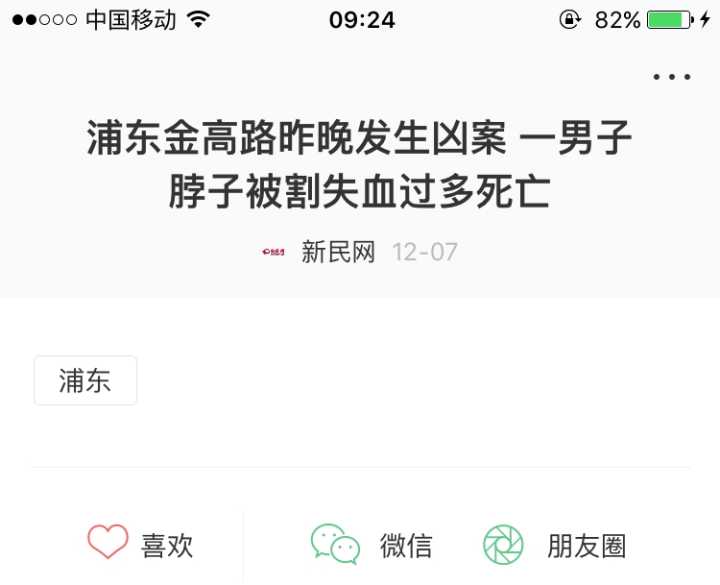 中国移动 09:24 82%
浦东金高路昨晚发生凶案 一男子
脖子被割失血过多死亡
新民网 12-07
浦东
喜欢 微信 朋友圈